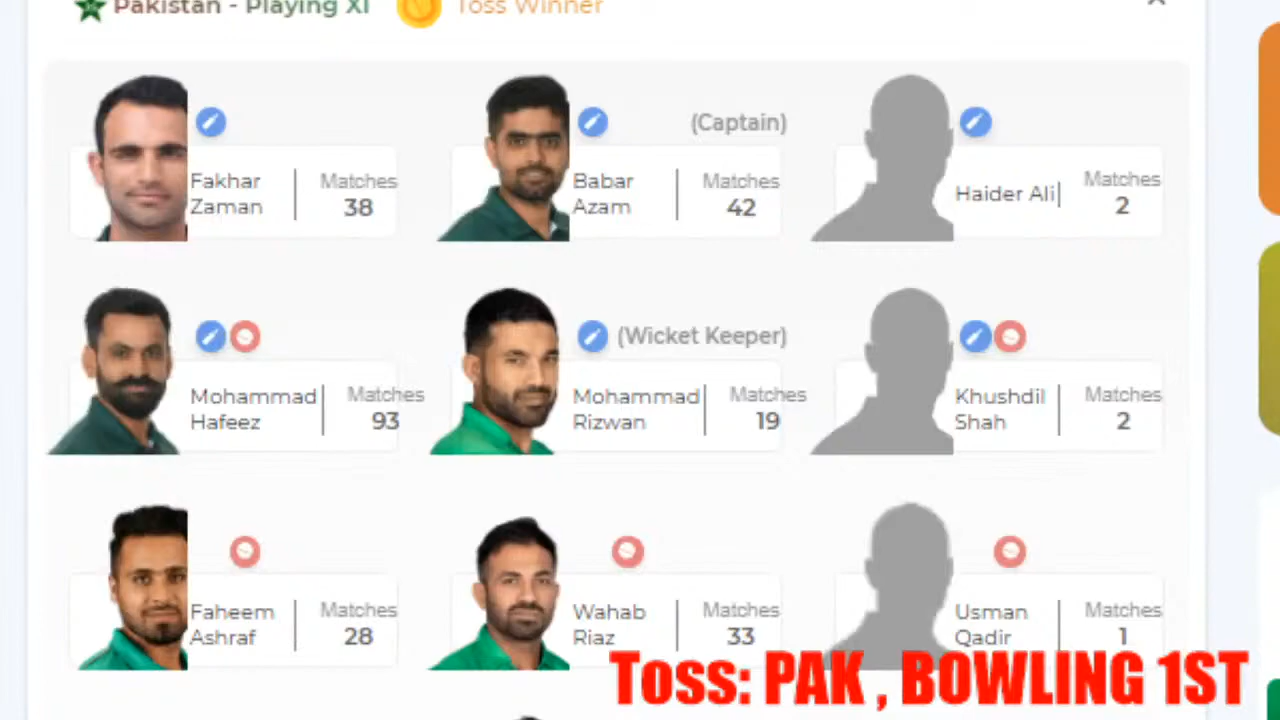 Pakistan - Playing XI Toss Winner
(Captain)
Fakhar Zaman Matches 38
Babar Azam Matches 42
Haider Ali Matches 2
(Wicket Keeper)
Mohammad Hafeez Matches 93
Mohammad Rizwan Matches 19
Khushdil Shah Matches 2
Faheem Ashraf Matches 28
Wahab Riaz Matches 33
Usman Qadir Matches 1
Toss: PAK , BOWLING 1ST